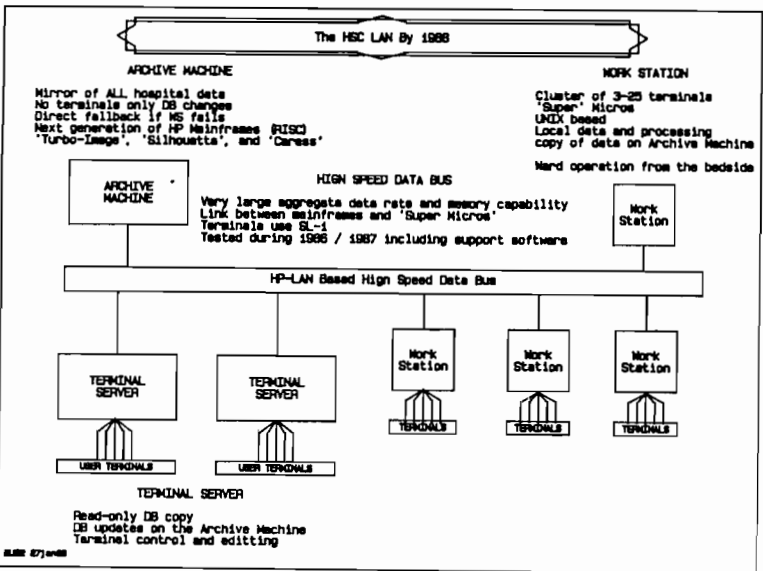 The HSC LAN By 1988
ARCHIVE MACHINE
Mirror of ALL hospital data
No terminals only DB changes
Direct fallback if WS fails
Next generation of HP Mainframes (RISC)
'Turbo-Image', 'Silhouetta', and 'Caress'
WORK STATION
Cluster of 3-25 terminals
'Super' Micros
UNIX based
Local data and processing
copy of data on Archive Machine
Ward operation from the bedside
ARCHIVE
MACHINE
HIGH SPEED DATA BUS
Very large aggregate data rate and memory capability
Link between mainframes and 'Super Micros'
Terminals use SL-1
Tested during 1986 / 1987 including support software
Work
Station
HP-LAN Based High Speed Data Bus
TERMINAL
SERVER
TERMINAL
SERVER
Work
Station
Work
Station
Work
Station
USER TERMINALS
USER TERMINALS
TERMINALS
TERMINALS
TERMINALS
TERMINAL SERVER
Read-only DB copy
DB updates on the Archive Machine
Terminal control and editting